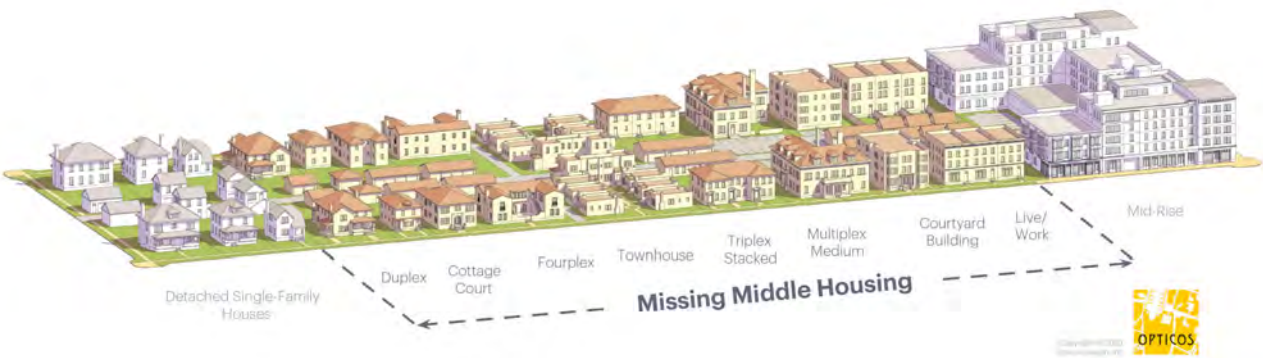 Detached Single-Family
Houses
Duplex
Cottage
Court
Fourplex
Townhouse
Triplex
Stacked
Multiplex
Medium
Courtyard
Building
Live/
Work
Mid-Rise
Missing Middle Housing
OPTICOS